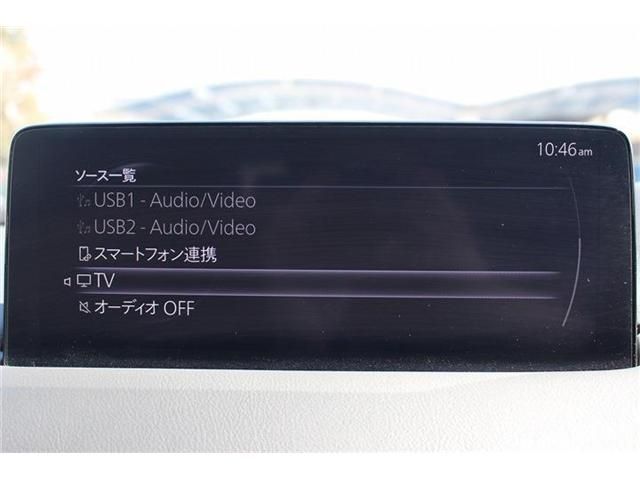 10:46am
ソース一覧
USB1 - Audio/Video
USB2 - Audio/Video
スマートフォン連携
TV
オーディオ OFF